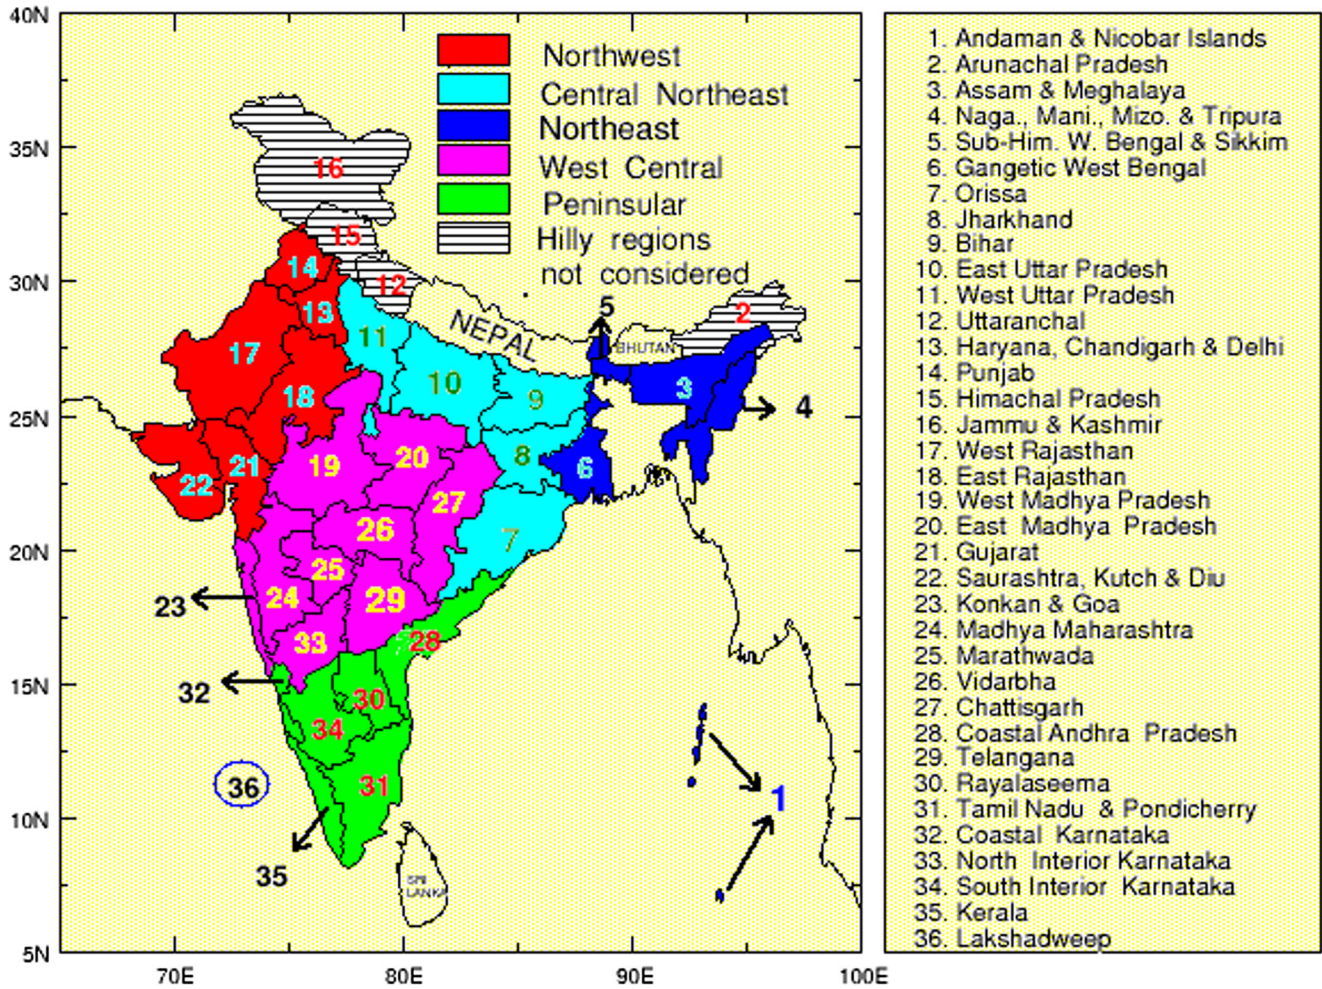 40N
35N
30N
25N
20N
15N
10N
5N
70E
80E
90E
100E
Northwest
Central Northeast
Northeast
West Central
Peninsular
Hilly regions
not considered
16
15
14
12
13
2
5
NEPAL
BHUTAN
11
17
10
9
3
4
18
8
6
19
20
21
22
27
26
7
25
24
29
23
33
28
32
30
34
36
31
1
35
SRI
LANKA
1. Andaman & Nicobar Islands
2. Arunachal Pradesh
3. Assam & Meghalaya
4. Naga., Mani., Mizo. & Tripura
5. Sub-Him. W. Bengal & Sikkim
6. Gangetic West Bengal
7. Orissa
8. Jharkhand
9. Bihar
10. East Uttar Pradesh
11. West Uttar Pradesh
12. Uttaranchal
13. Haryana, Chandigarh & Delhi
14. Punjab
15. Himachal Pradesh
16. Jammu & Kashmir
17. West Rajasthan
18. East Rajasthan
19. West Madhya Pradesh
20. East Madhya Pradesh
21. Gujarat
22. Saurashtra, Kutch & Diu
23. Konkan & Goa
24. Madhya Maharashtra
25. Marathwada
26. Vidarbha
27. Chattisgarh
28. Coastal Andhra Pradesh
29. Telangana
30. Rayalaseema
31. Tamil Nadu & Pondicherry
32. Coastal Karnataka
33. North Interior Karnataka
34. South Interior Karnataka
35. Kerala
36. Lakshadweep